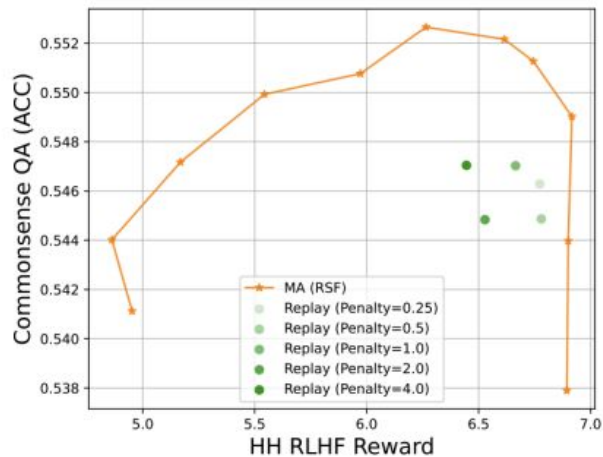 Commonsense QA (ACC)
0.552
0.550
0.548
0.546
0.544
0.542
0.540
0.538
MA (RSF)
Replay (Penalty=0.25)
Replay (Penalty=0.5)
Replay (Penalty=1.0)
Replay (Penalty=2.0)
Replay (Penalty=4.0)
5.0 5.5 6.0 6.5 7.0
HH RLHF Reward